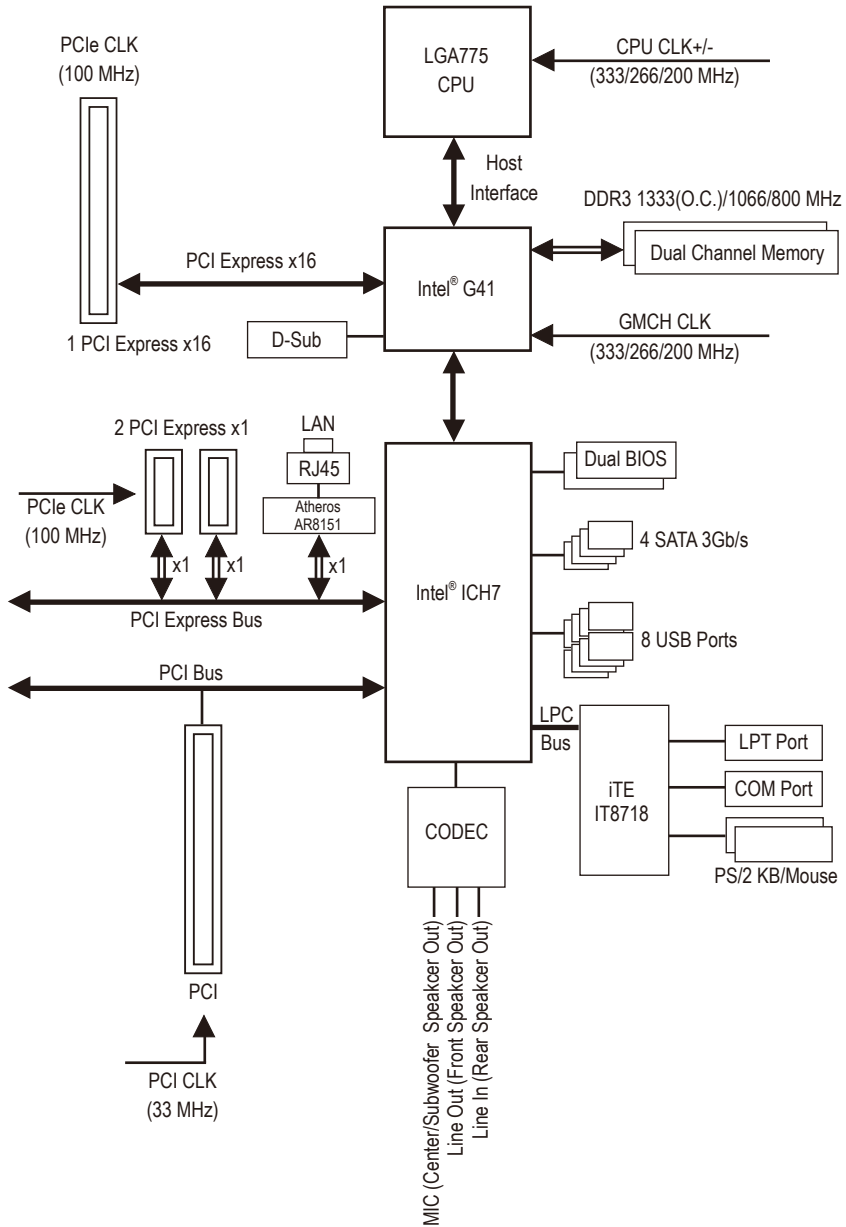 PCIe CLK
(100 MHz)
LGA775
CPU
CPU CLK+/-
(333/266/200 MHz)
Host
Interface
DDR3 1333(O.C.)/1066/800 MHz
Dual Channel Memory
PCI Express x16
Intel® G41
1 PCI Express x16
D-Sub
GMCH CLK
(333/266/200 MHz)
2 PCI Express x1
LAN
RJ45
Atheros
AR8151
PCIe CLK
(100 MHz)
x1
x1
x1
PCI Express Bus
Intel® ICH7
Dual BIOS
4 SATA 3Gb/s
8 USB Ports
PCI Bus
LPC
Bus
iTE
IT8718
LPT Port
COM Port
PS/2 KB/Mouse
CODEC
PCI
PCI CLK
(33 MHz)
MIC (Center/Subwoofer Speakcer Out)
Line Out (Front Speakcer Out)
Line In (Rear Speakcer Out)